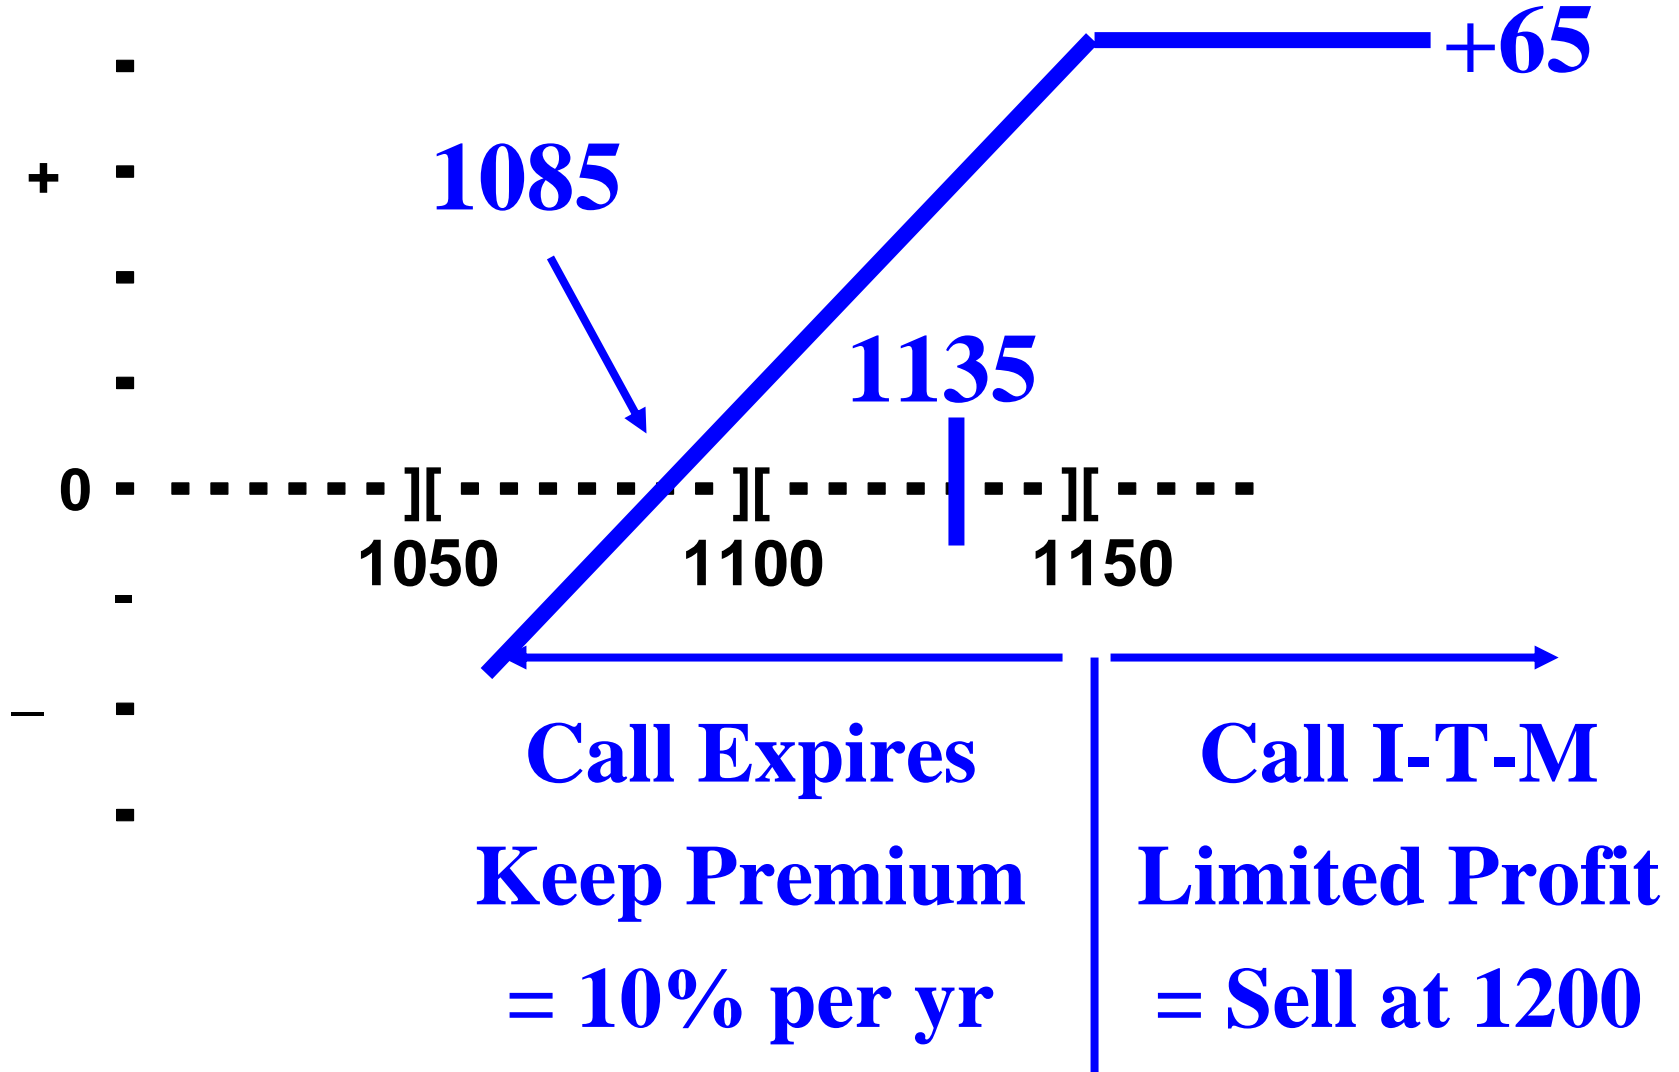 +65
+
1085
1135
0 - - - - - - - ][ - - - - - - - ][ - - - - - - ][ - - - -
1050 1100 1150
_
Call Expires
Keep Premium
= 10% per yr
Call I-T-M
Limited Profit
= Sell at 1200